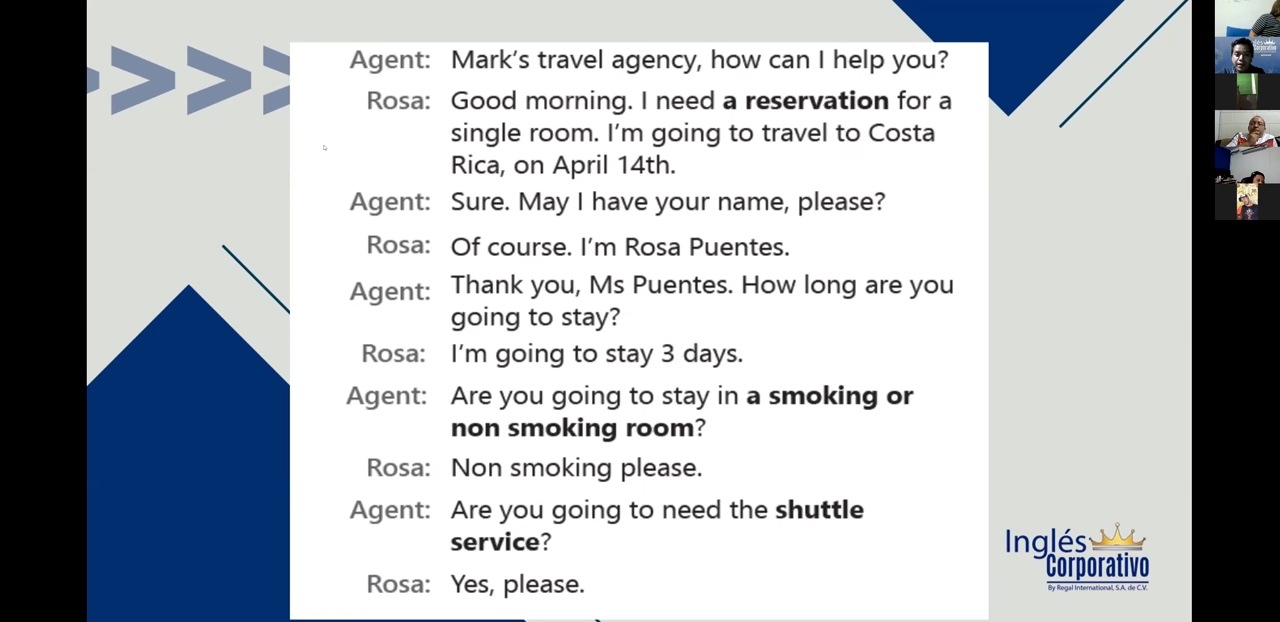 Agent: Mark's travel agency, how can I help you?
Rosa: Good morning. I need a reservation for a
single room. I'm going to travel to Costa
Rica, on April 14th.
Agent: Sure. May I have your name, please?
Rosa: Of course. I'm Rosa Puentes.
Agent: Thank you, Ms Puentes. How long are you
going to stay?
Rosa: I'm going to stay 3 days.
Agent: Are you going to stay in a smoking or
non smoking room?
Rosa: Non smoking please.
Agent: Are you going to need the shuttle
service?
Rosa: Yes, please.
Inglés
Corporativo
By Regal International, S.A. de C.V.